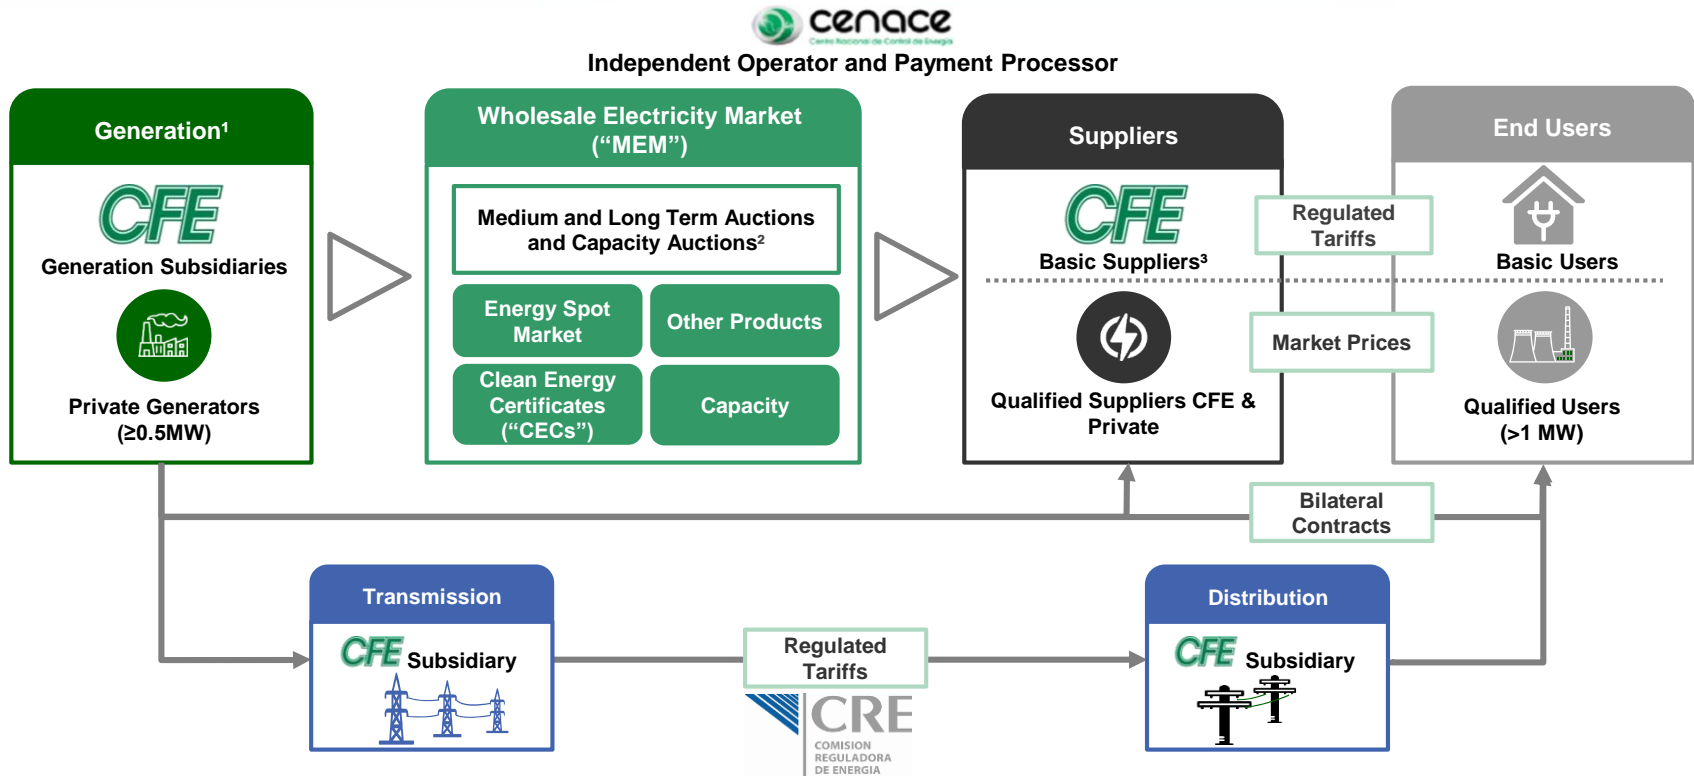 cenace
Centro Nacional de Control de Energía
Independent Operator and Payment Processor
Generation¹
CFE
Generation Subsidiaries
Private Generators
(≥0.5MW)
Wholesale Electricity Market
(“MEM”)
Medium and Long Term Auctions
and Capacity Auctions²
Energy Spot
Market
Other Products
Clean Energy
Certificates
(“CECs”)
Capacity
Suppliers
CFE
Basic Suppliers³
Qualified Suppliers CFE &
Private
Regulated
Tariffs
Market Prices
End Users
Basic Users
Qualified Users
(>1 MW)
Bilateral
Contracts
Transmission
CFE Subsidiary
Regulated
Tariffs
CRE
COMISION
REGULADORA
DE ENERGIA
Distribution
CFE Subsidiary